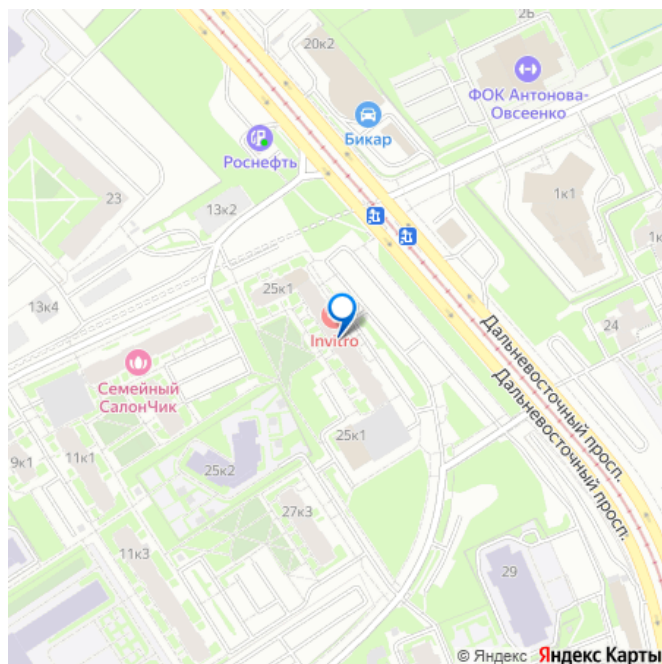 2Б
20к2
ФОК Антонова-
Овсеенко
Бикар
Роснефть
23
13к2
1к1
1к
25к1
13к4
Invitro
24
Дальневосточный просп.
Дальневосточный просп.
Семейный
СалонЧик
25к1
9к1
11к1
25к2
27к3
11к3
29
© Яндекс Яндекс Карты